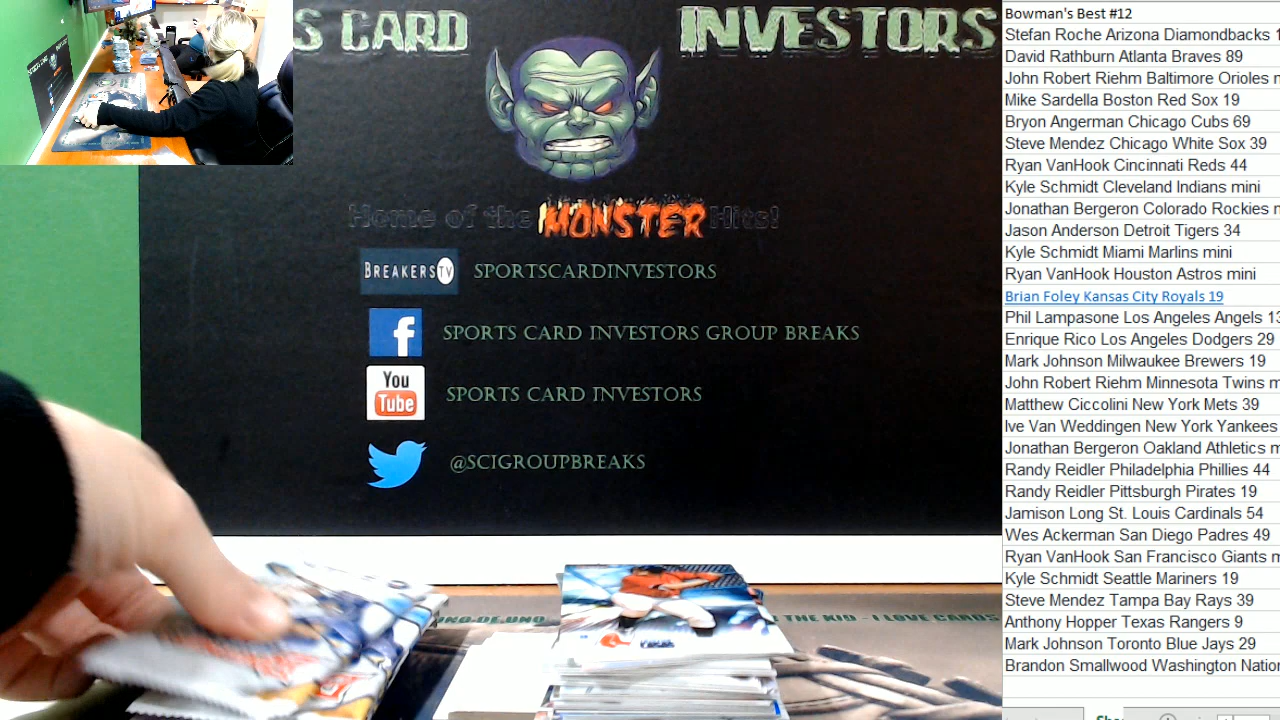 S CARD INVESTORS
Home of the MONSTER Hits!
BREAKERS TV SPORTSCARDINVESTORS
f SPORTS CARD INVESTORS GROUP BREAKS
You Tube SPORTS CARD INVESTORS
@SCIGROUPBREAKS
E THE KID - I LOVE CARDS
Bowman's Best #12
Stefan Roche Arizona Diamondbacks 1
David Rathburn Atlanta Braves 89
John Robert Riehm Baltimore Orioles m
Mike Sardella Boston Red Sox 19
Bryon Angerman Chicago Cubs 69
Steve Mendez Chicago White Sox 39
Ryan VanHook Cincinnati Reds 44
Kyle Schmidt Cleveland Indians mini
Jonathan Bergeron Colorado Rockies m
Jason Anderson Detroit Tigers 34
Kyle Schmidt Miami Marlins mini
Ryan VanHook Houston Astros mini
Brian Foley Kansas City Royals 19
Phil Lampasone Los Angeles Angels 13
Enrique Rico Los Angeles Dodgers 29
Mark Johnson Milwaukee Brewers 19
John Robert Riehm Minnesota Twins m
Matthew Ciccolini New York Mets 39
Ive Van Weddingen New York Yankees
Jonathan Bergeron Oakland Athletics m
Randy Reidler Philadelphia Phillies 44
Randy Reidler Pittsburgh Pirates 19
Jamison Long St. Louis Cardinals 54
Wes Ackerman San Diego Padres 49
Ryan VanHook San Francisco Giants m
Kyle Schmidt Seattle Mariners 19
Steve Mendez Tampa Bay Rays 39
Anthony Hopper Texas Rangers 9
Mark Johnson Toronto Blue Jays 29
Brandon Smallwood Washington Nation